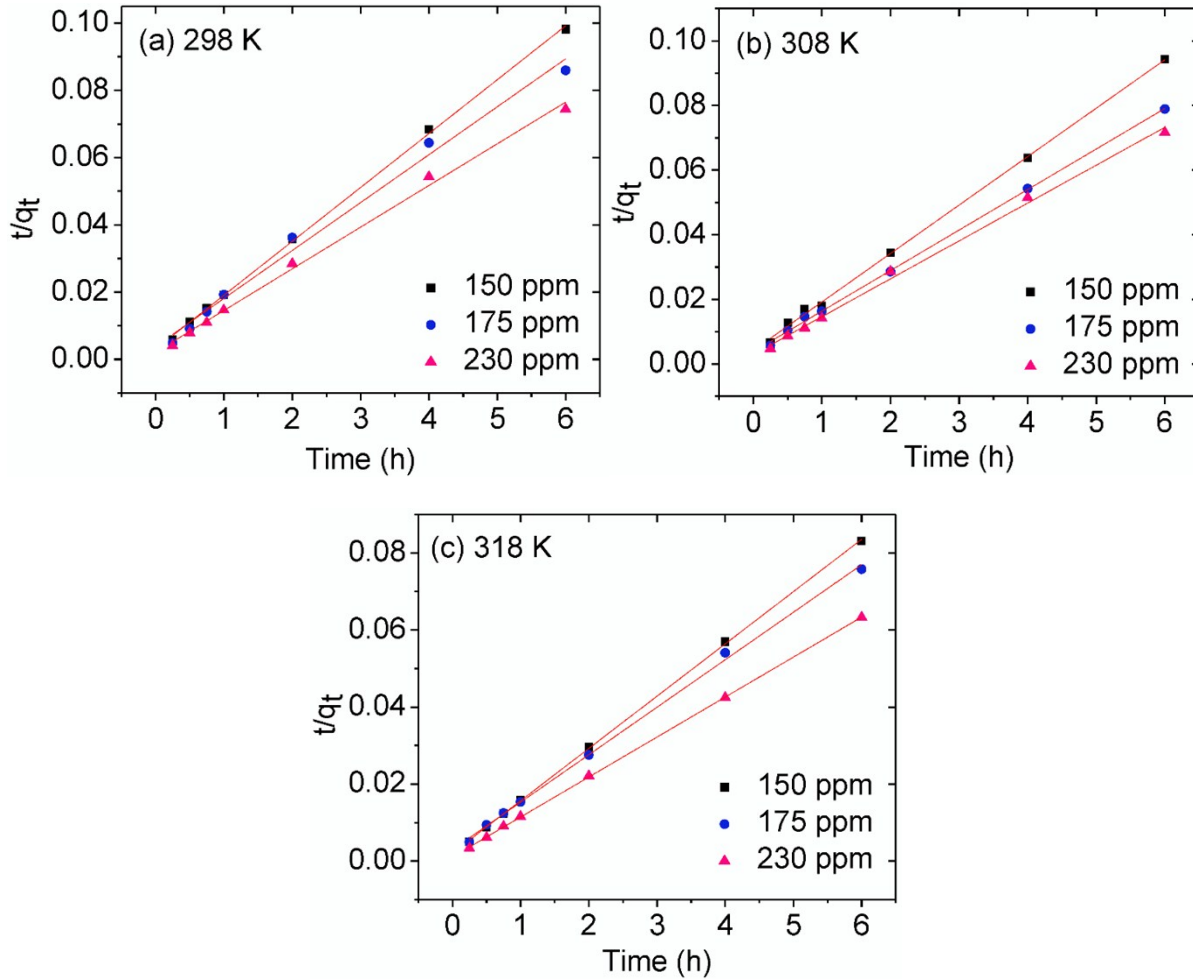 (a) 298 K
t/qt
0.10
0.08
0.06
0.04
0.02
0.00
150 ppm
175 ppm
230 ppm
0 1 2 3 4 5 6
Time (h)
(b) 308 K
t/qt
0.10
0.08
0.06
0.04
0.02
0.00
150 ppm
175 ppm
230 ppm
0 1 2 3 4 5 6
Time (h)
(c) 318 K
t/qt
0.08
0.06
0.04
0.02
0.00
150 ppm
175 ppm
230 ppm
0 1 2 3 4 5 6
Time (h)